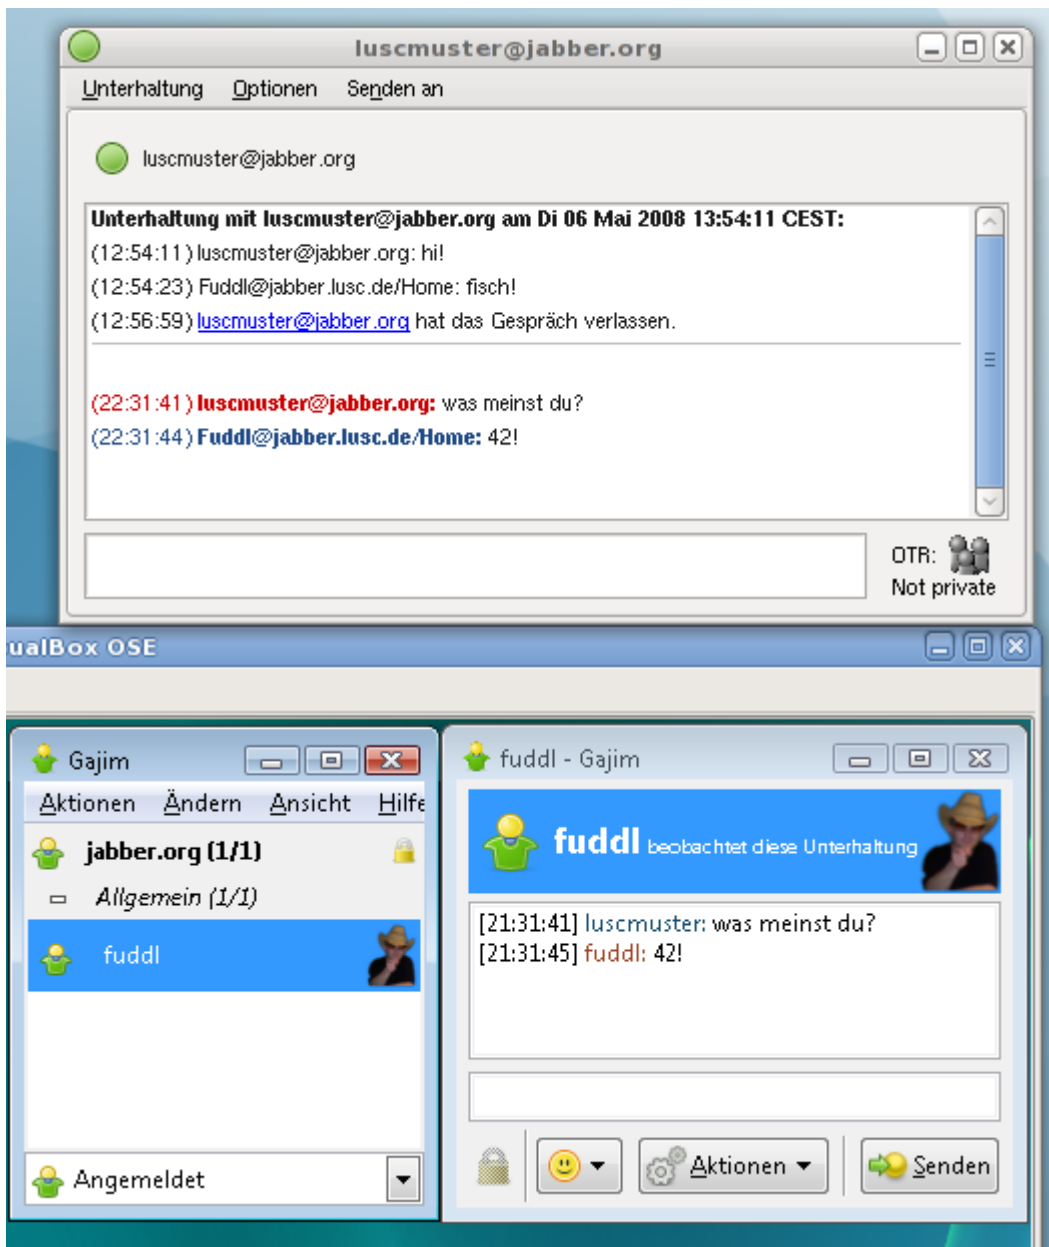 luscmuster@jabber.org
Unterhaltung Optionen Senden an
luscmuster@jabber.org
Unterhaltung mit luscmuster@jabber.org am Di 06 Mai 2008 13:54:11 CEST:
(12:54:11) luscmuster@jabber.org: hi!
(12:54:23) Fuddl@jabber.lusc.de/Home: fisch!
(12:56:59) luscmuster@jabber.org hat das Gespräch verlassen.
(22:31:41) luscmuster@jabber.org: was meinst du?
(22:31:44) Fuddl@jabber.lusc.de/Home: 42!
OTR:
Not private
ualBox OSE
Gajim
Aktionen Ändern Ansicht Hilfe
jabber.org (1/1)
Allgemein (1/1)
fuddl
Angemeldet
fuddl - Gajim
fuddl beobachtet diese Unterhaltung
[21:31:41] luscmuster: was meinst du?
[21:31:45] fuddl: 42!
Aktionen Senden